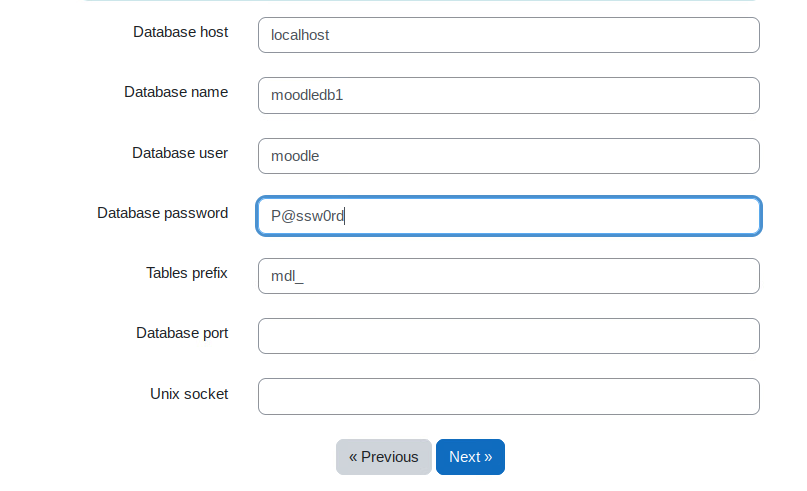 Database host localhost
Database name moodledb1
Database user moodle
Database password P@ssw0rd
Tables prefix mdl_
Database port
Unix socket
« Previous Next »